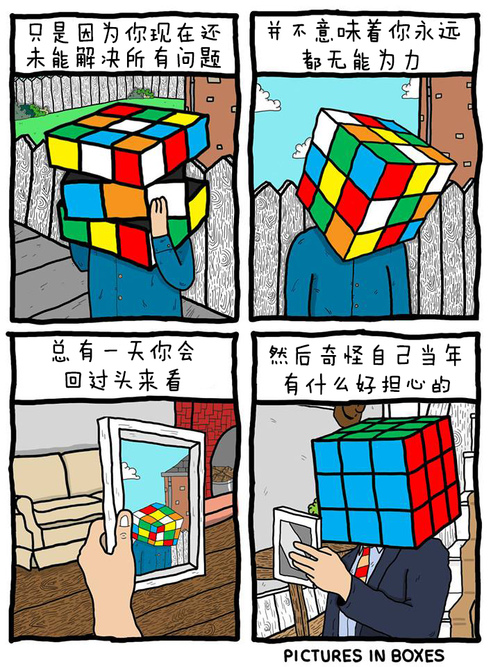 只是因为你现在还
未能解决所有问题
并不意味着你永远
都无能为力
总有一天你会
回过头来看
然后奇怪自己当年
有什么好担心的
PICTURES IN BOXES